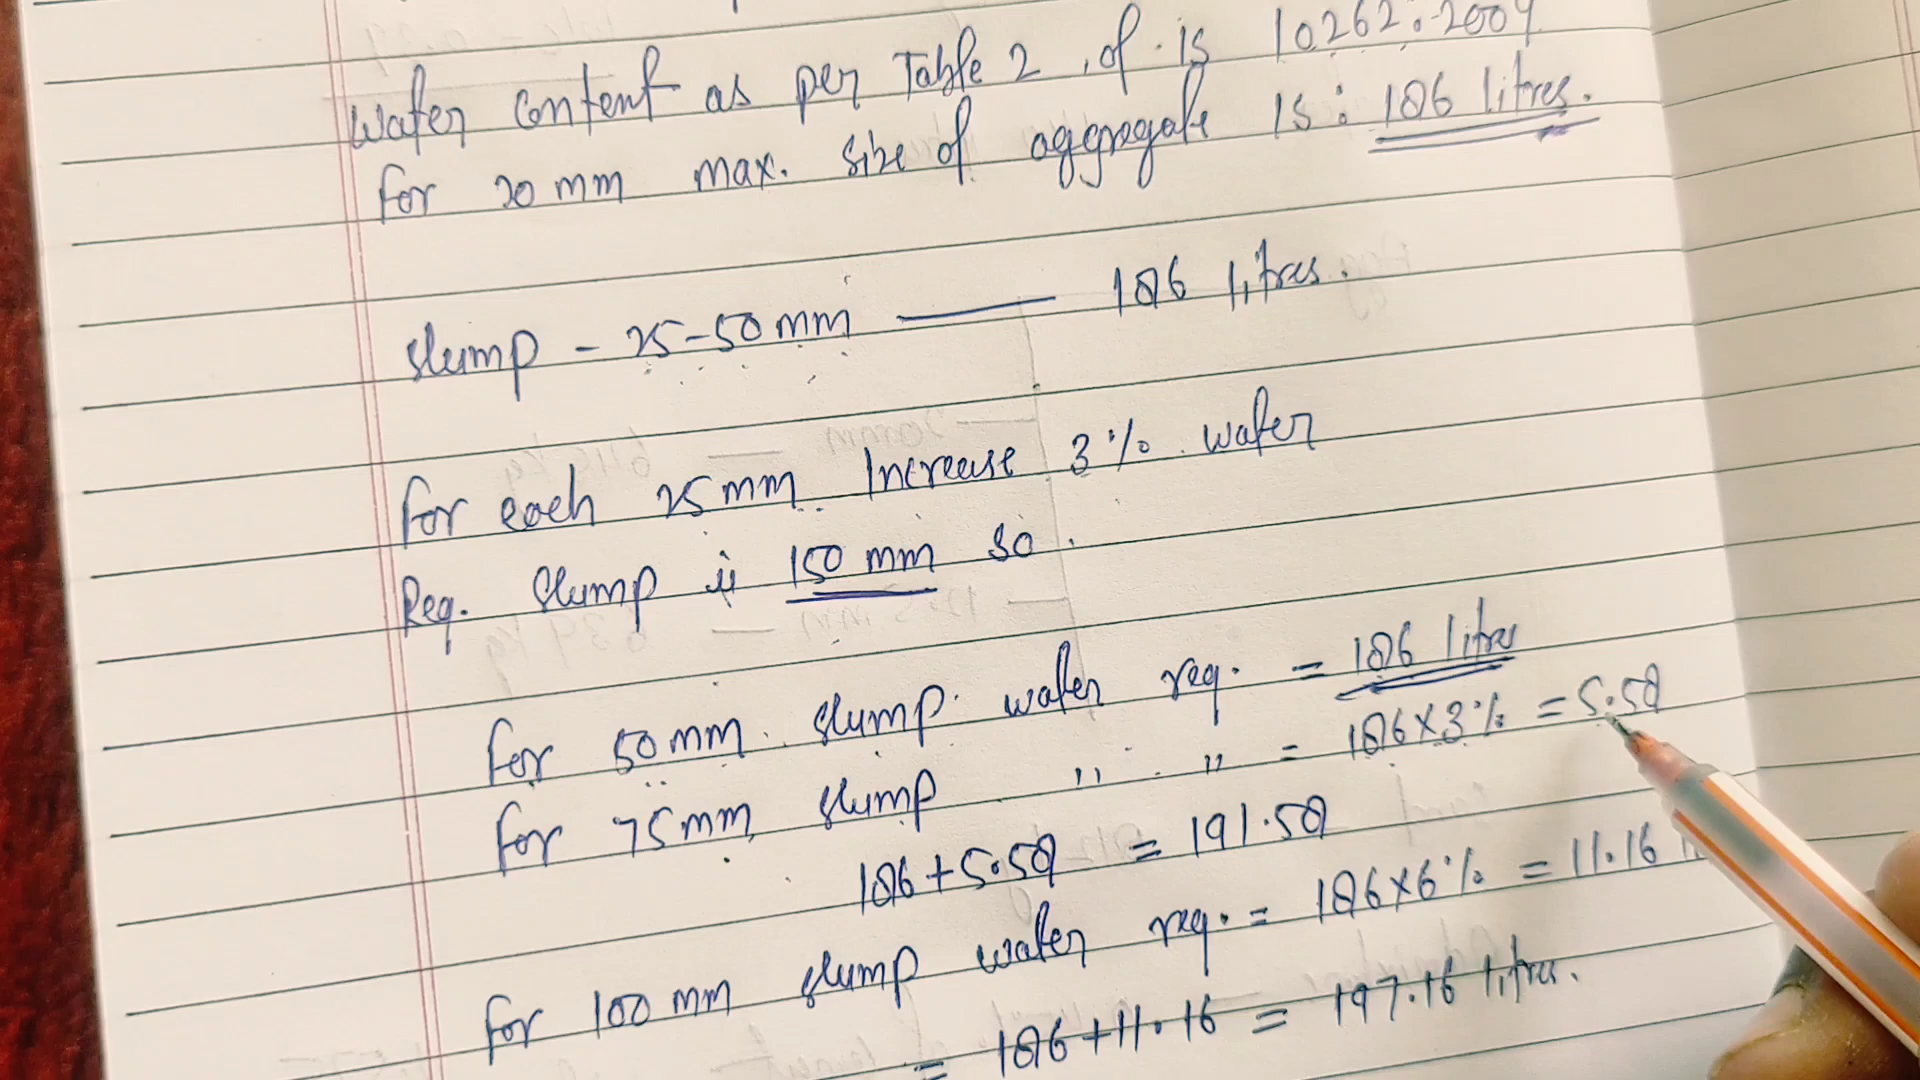 Water content as per Table 2 of is 10262:2009
for 20 mm max. size of aggregate is : 186 litres.
Slump - 25-50 mm —— 186 litres.
for each 25 mm Increase 3 % water
Req. Slump is 150 mm so.
for 50 mm slump water req. = 186 litres
for 75 mm slump " " = 186 x 3 % = 5.58
186 + 5.58 = 191.58
for 100 mm slump water req. = 186 x 6 % = 11.16
= 186 + 11.16 = 197.16 litres.